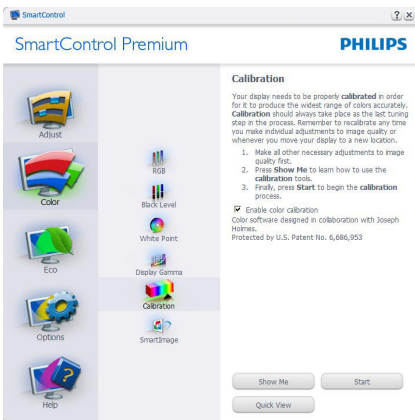 SmartControl
SmartControl Premium
PHILIPS
Adjust
Color
Eco
Options
Help
RGB
Black Level
White Point
Display Gamma
Calibration
SmartImage
Calibration
Your display needs to be properly calibrated in order
for it to produce the widest range of colors accurately.
Calibration should always take place as the last tuning
step in the process. Remember to recalibrate any time
you make individual adjustments to image quality or
whenever you move your display to a new location.
1. Make all other necessary adjustments to image
quality first.
2. Press Show Me to learn how to use the
calibration tools.
3. Finally, press Start to begin the calibration
process.
Enable color calibration
Color software designed in collaboration with Joseph
Holmes.
Protected by U.S. Patent No. 6,686,953
Show Me
Start
Quick View